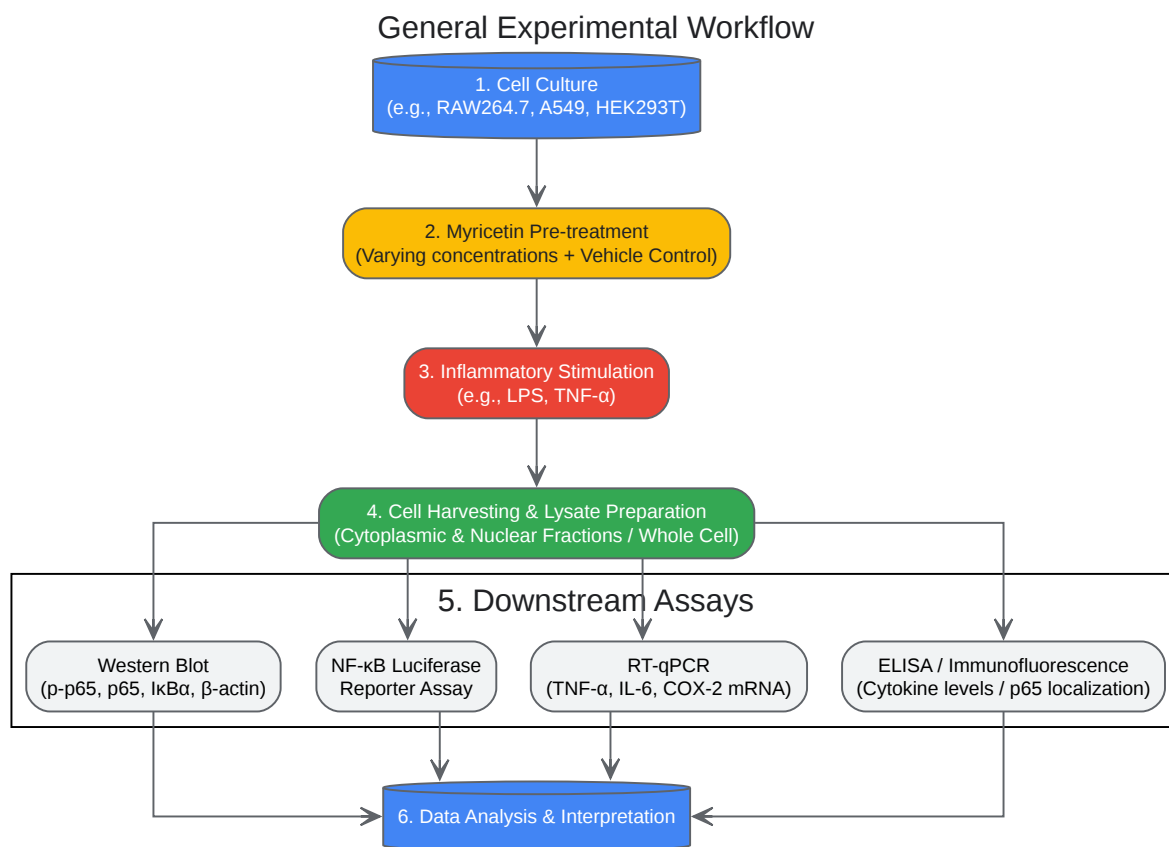 General Experimental Workflow
1. Cell Culture
(e.g., RAW264.7, A549, HEK293T)
2. Myricetin Pre-treatment
(Varying concentrations + Vehicle Control)
3. Inflammatory Stimulation
(e.g., LPS, TNF-α)
4. Cell Harvesting & Lysate Preparation
(Cytoplasmic & Nuclear Fractions / Whole Cell)
5. Downstream Assays
Western Blot
(p-p65, p65, IκBα, β-actin)
NF-κB Luciferase
Reporter Assay
RT-qPCR
(TNF-α, IL-6, COX-2 mRNA)
ELISA / Immunofluorescence
(Cytokine levels / p65 localization)
6. Data Analysis & Interpretation